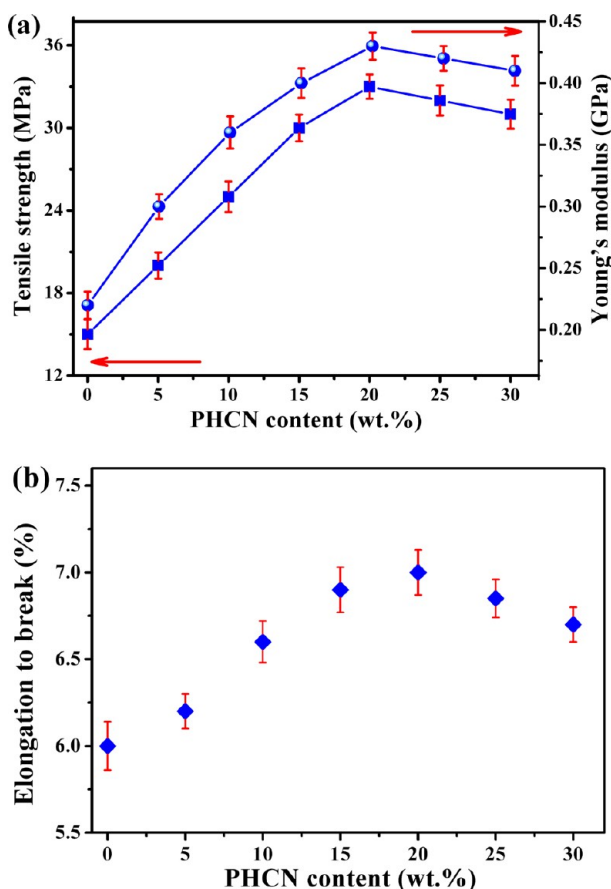 (a)
Tensile strength (MPa)
36
30
24
18
12
0.45
0.40
0.35
0.30
0.25
0.20
Young's modulus (GPa)
0 5 10 15 20 25 30
PHCN content (wt.%)
(b)
Elongation to break (%)
7.5
7.0
6.5
6.0
5.5
0 5 10 15 20 25 30
PHCN content (wt.%)